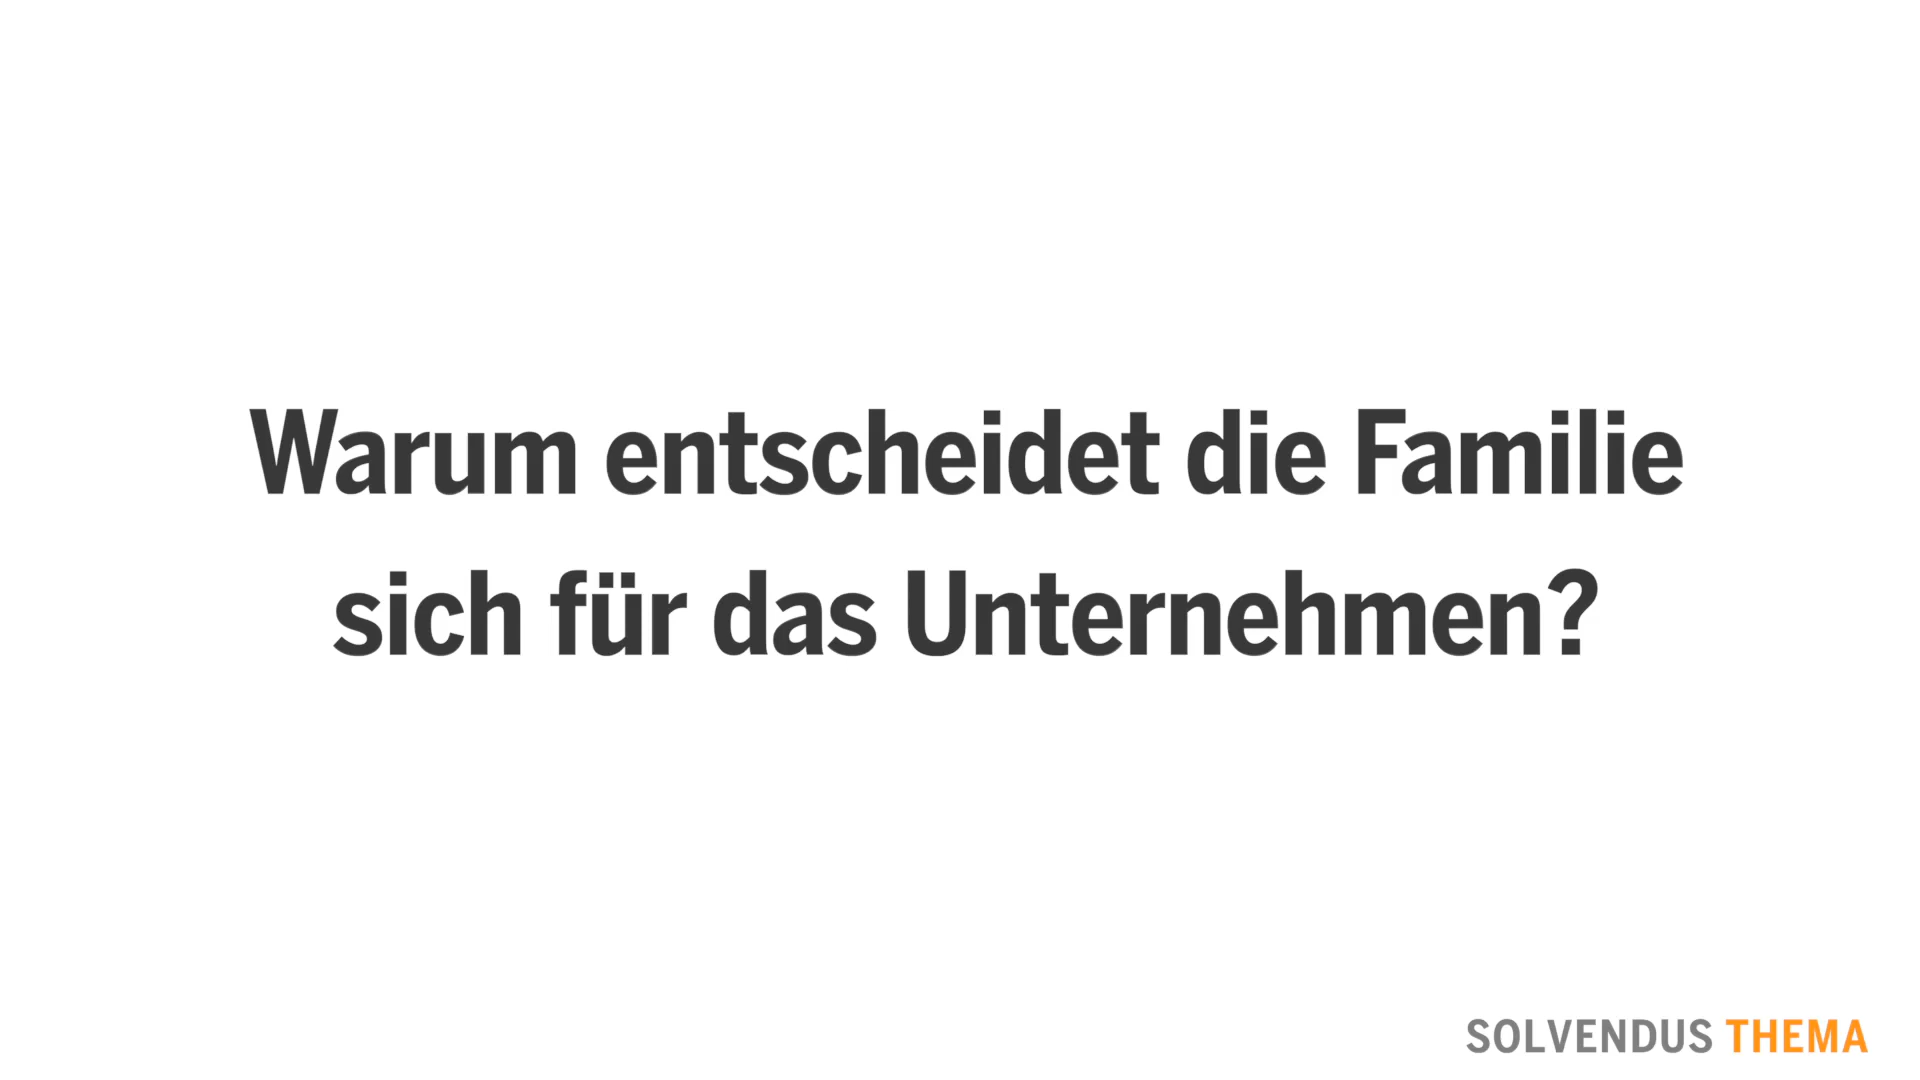 Warum entscheidet die Familie
sich für das Unternehmen?
SOLVENDUS THEMA